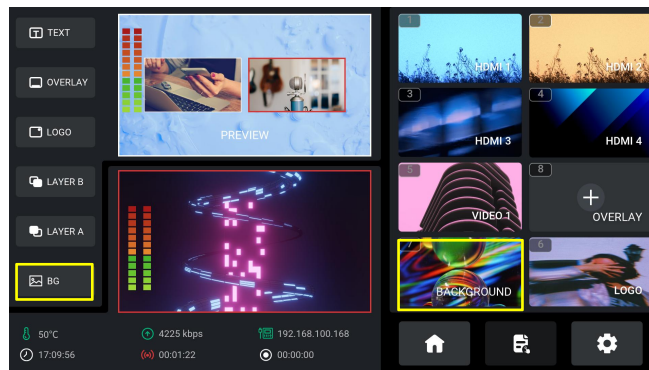 TEXT
OVERLAY
LOGO
LAYER B
LAYER A
BG
PREVIEW
1
HDMI 1
2
HDMI 2
3
HDMI 3
4
HDMI 4
5
VIDEO 1
8
OVERLAY
BACKGROUND
6
LOGO
50°C
4225 kbps
192.168.100.168
17:09:56
00:01:22
00:00:00